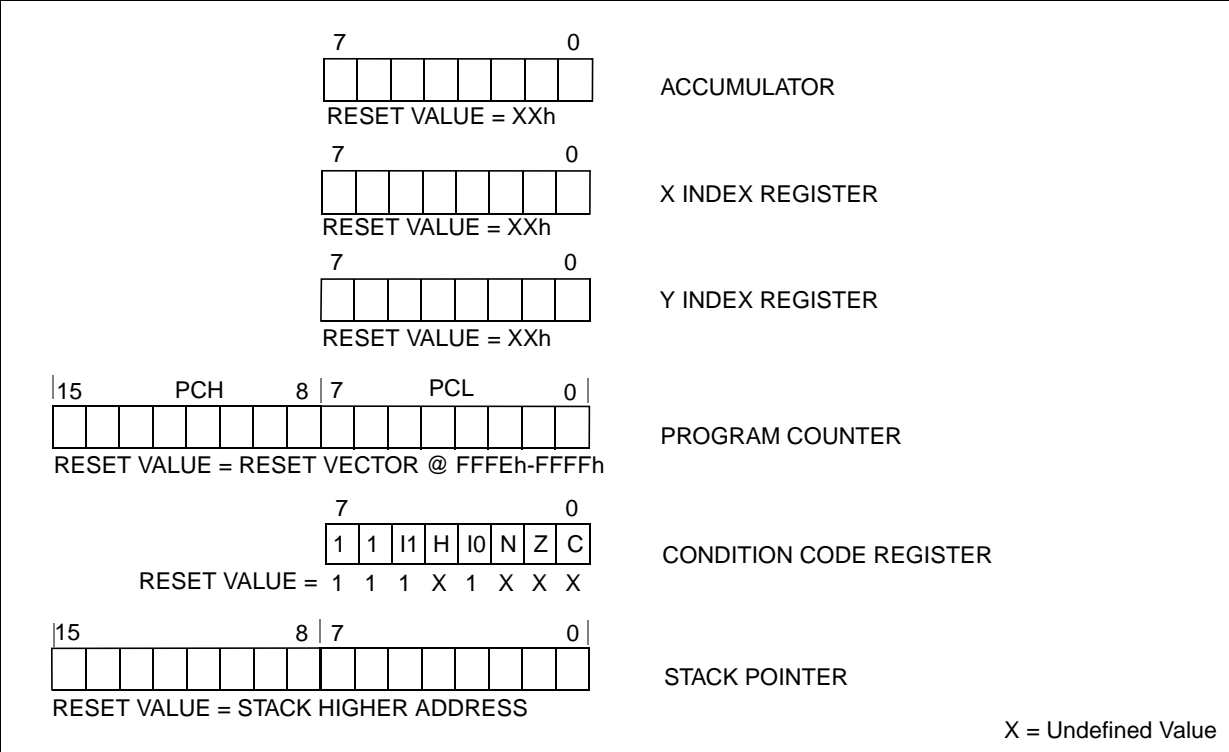 7 0
ACCUMULATOR
RESET VALUE = XXh
7 0
X INDEX REGISTER
RESET VALUE = XXh
7 0
Y INDEX REGISTER
RESET VALUE = XXh
15 PCH 8 7 PCL 0
PROGRAM COUNTER
RESET VALUE = RESET VECTOR @ FFFEh-FFFFh
7 0
1 1 I1 H I0 N Z C
CONDITION CODE REGISTER
RESET VALUE = 1 1 1 X 1 X X X
15 8 7 0
STACK POINTER
RESET VALUE = STACK HIGHER ADDRESS
X = Undefined Value